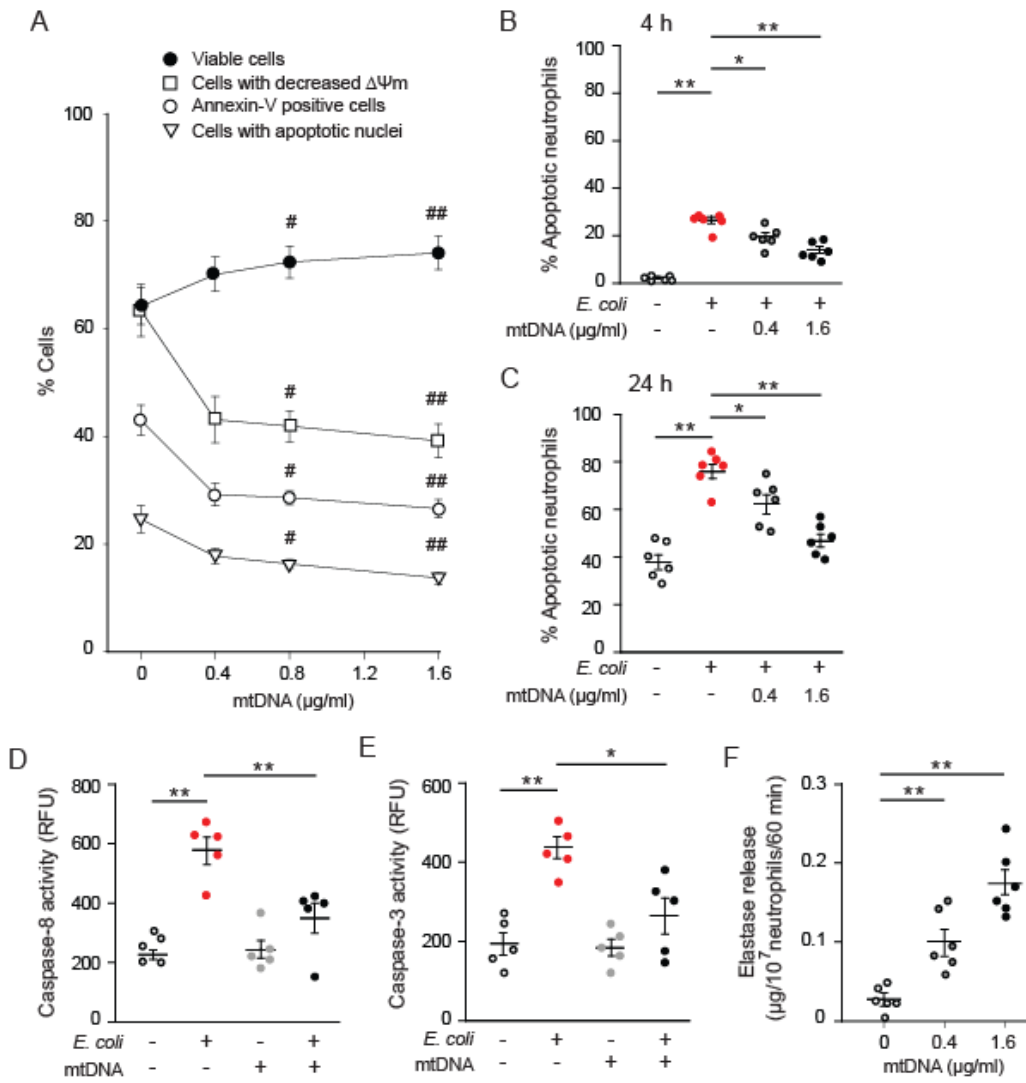 A
Viable cells
Cells with decreased ΔΨm
Annexin-V positive cells
Cells with apoptotic nuclei
100
80
60
40
20
0
% Cells
# ##
# ##
# ##
# ##
0 0.4 0.8 1.2 1.6
mtDNA (µg/ml)
B 4 h
**
*
**
100
80
60
40
20
0
% Apoptotic neutrophils
E. coli - + + +
mtDNA (µg/ml) - - 0.4 1.6
C 24 h
**
*
**
100
80
60
40
20
0
% Apoptotic neutrophils
E. coli - + + +
mtDNA (µg/ml) - - 0.4 1.6
D
**
**
800
600
400
200
0
Caspase-8 activity (RFU)
E. coli - + - +
mtDNA - - + +
E
*
**
600
400
200
0
Caspase-3 activity (RFU)
E. coli - + - +
mtDNA - - + +
F
**
**
0.3
0.2
0.1
0
Elastase release
(µg/10⁷ neutrophils/60 min)
0 0.4 1.6
mtDNA (µg/ml)